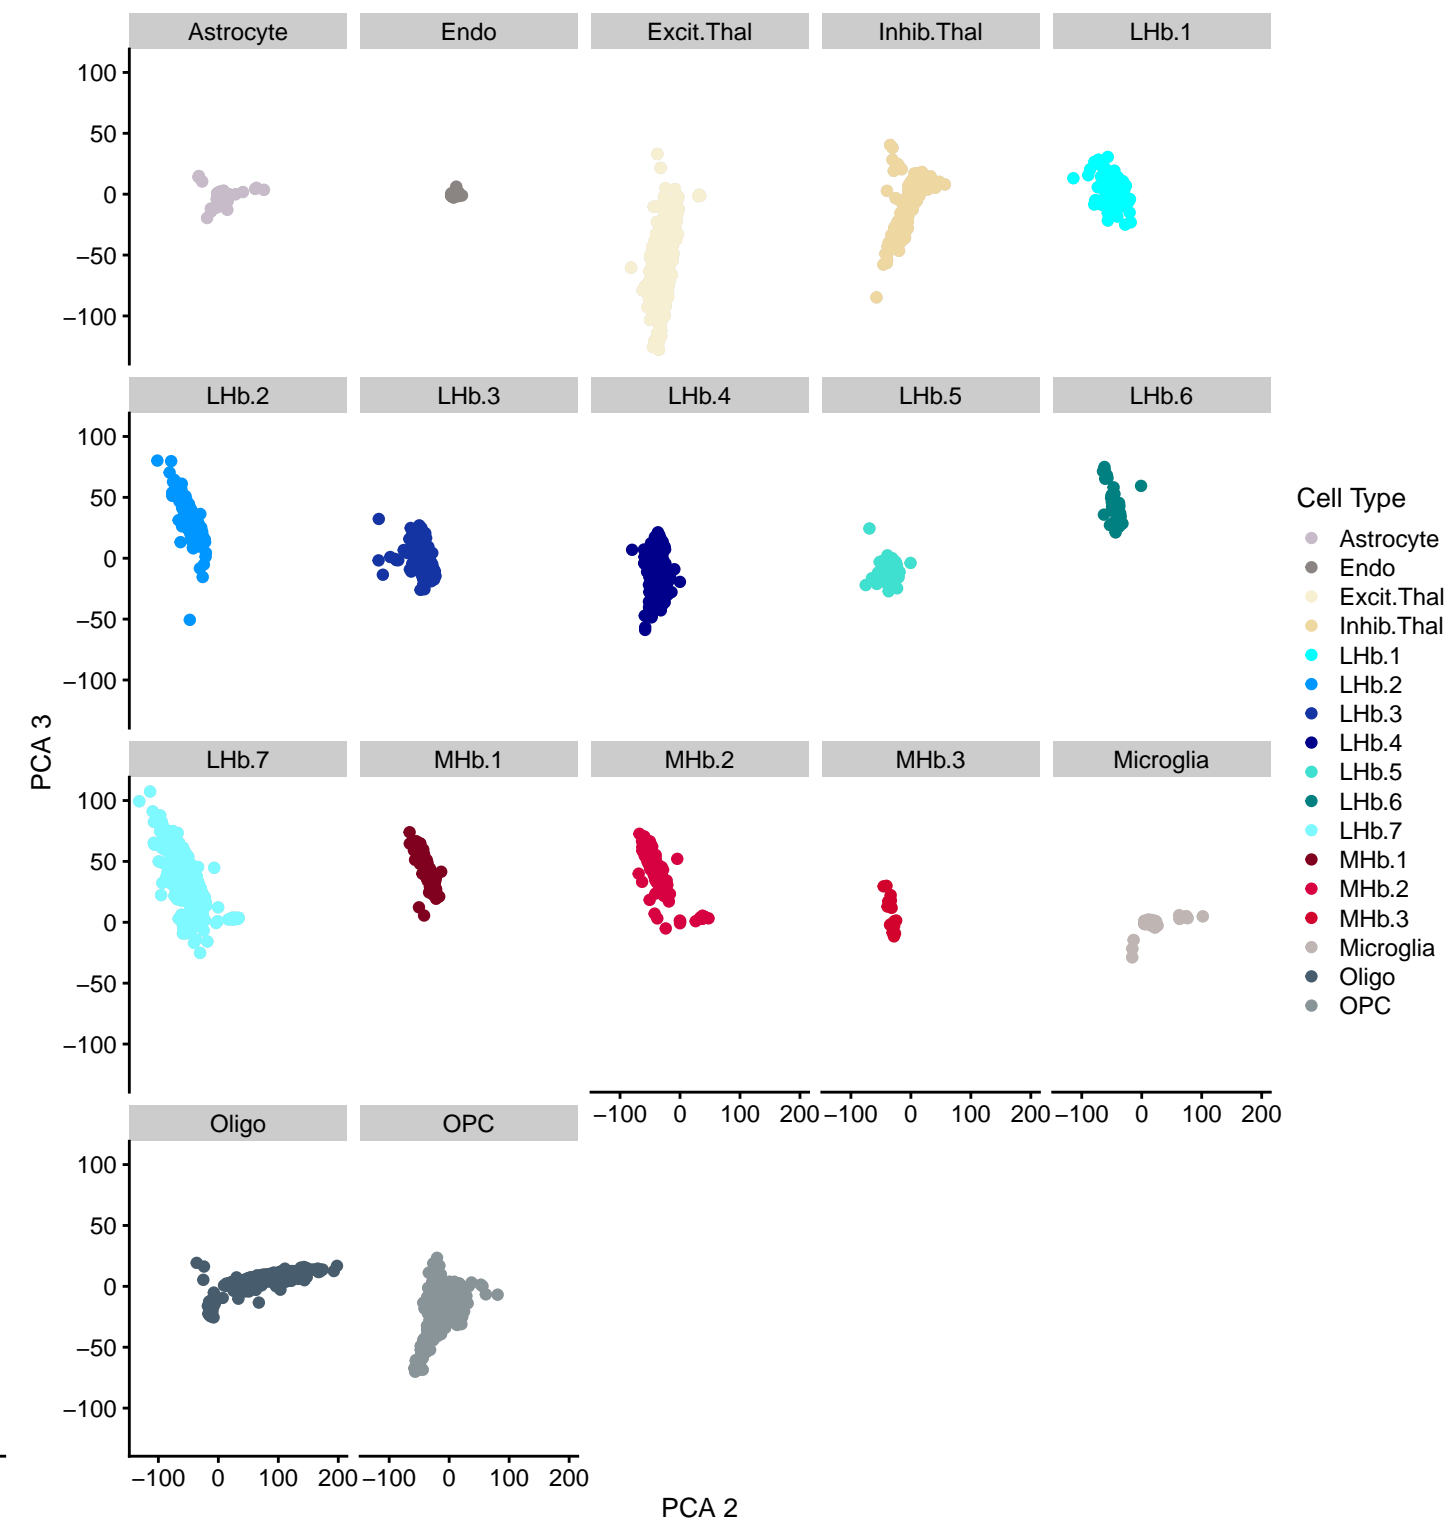 Astrocyte Endo Excit.Thal Inhib.Thal LHb.1
100
50
0
−50
−100
LHb.2 LHb.3 LHb.4 LHb.5 LHb.6
100
50
0
−50
−100
LHb.7 MHb.1 MHb.2 MHb.3 Microglia
100
50
0
−50
−100
−100 0 100 200 −100 0 100 200 −100 0 100 200
Oligo OPC
100
50
0
−50
−100
−100 0 100 200 −100 0 100 200
PCA 2
PCA 3
Cell Type
Astrocyte
Endo
Excit.Thal
Inhib.Thal
LHb.1
LHb.2
LHb.3
LHb.4
LHb.5
LHb.6
LHb.7
MHb.1
MHb.2
MHb.3
Microglia
Oligo
OPC